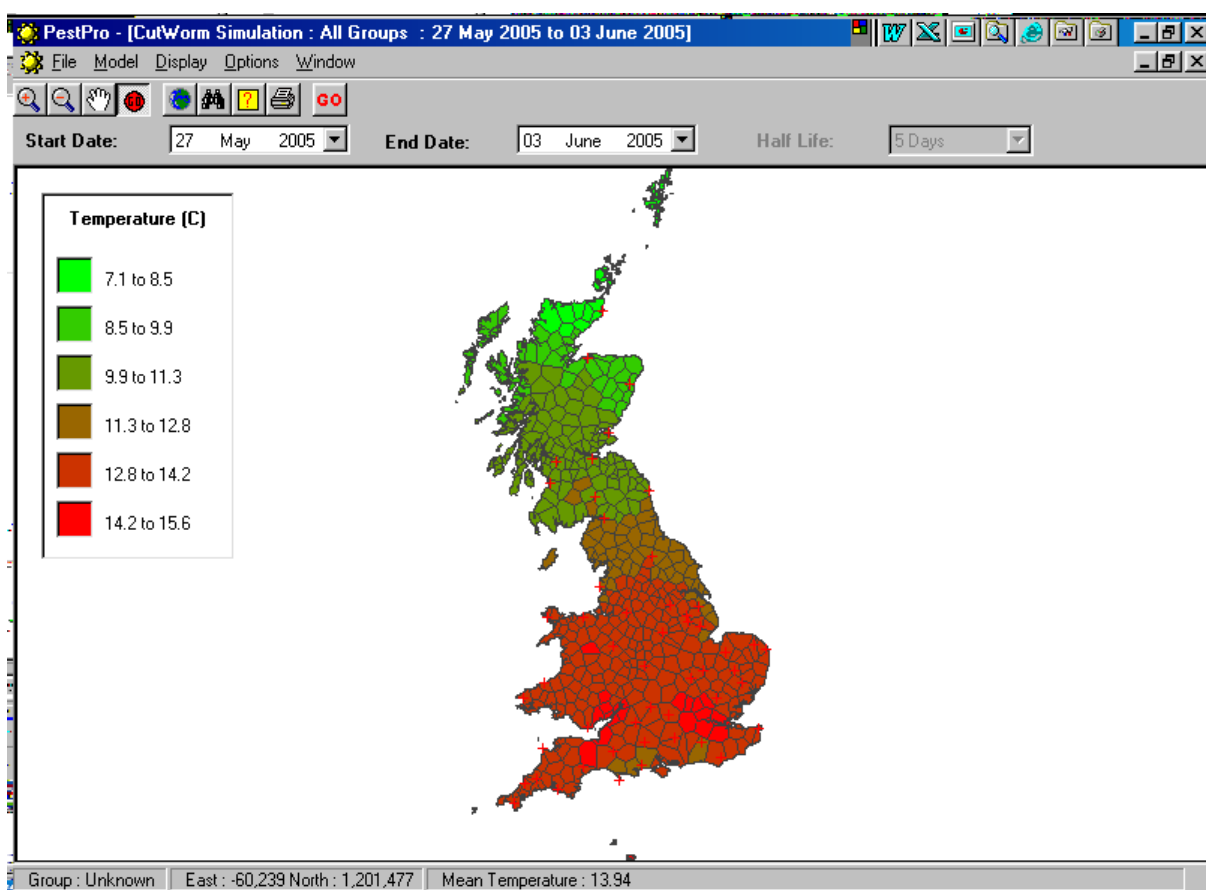 PestPro - [CutWorm Simulation : All Groups : 27 May 2005 to 03 June 2005]
File Model Display Options Window
GO GO
Start Date: 27 May 2005 End Date: 03 June 2005 Half Life: 5 Days
Temperature (C)
7.1 to 8.5
8.5 to 9.9
9.9 to 11.3
11.3 to 12.8
12.8 to 14.2
14.2 to 15.6
Group : Unknown East : -60,239 North : 1,201,477 Mean Temperature : 13.94